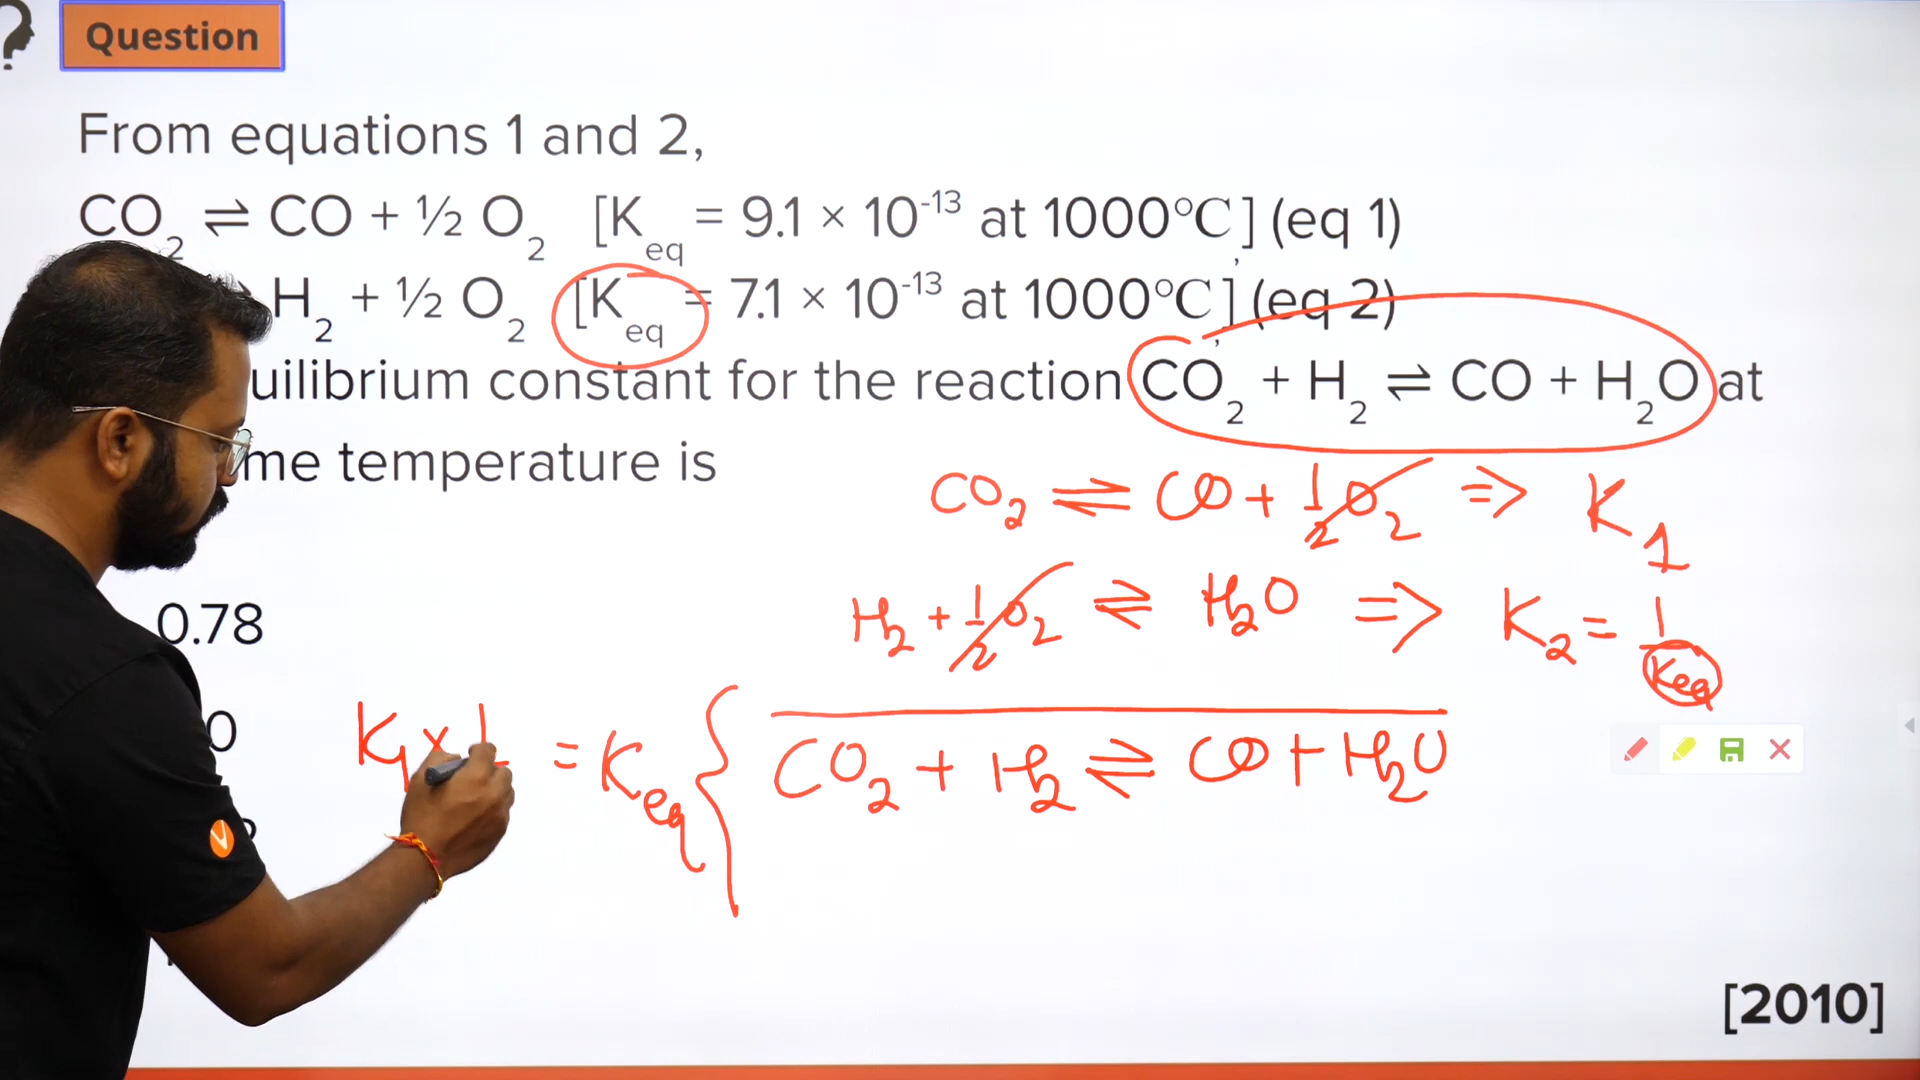 Question
From equations 1 and 2,
CO₂ ⇌ CO + ½ O₂ [K_eq = 9.1 × 10⁻¹³ at 1000°C] (eq 1)
H₂ + ½ O₂ [K_eq = 7.1 × 10⁻¹³ at 1000°C] (eq 2)
uilibrium constant for the reaction CO₂ + H₂ ⇌ CO + H₂O at
me temperature is
CO₂ ⇌ CO + 1/2 O₂ ⇒ K₁
0.78
H₂ + 1/2 O₂ ⇌ H₂O ⇒ K₂ = 1/Keq
0
K₁ × 1 = Keq { CO₂ + H₂ ⇌ CO + H₂O
[2010]